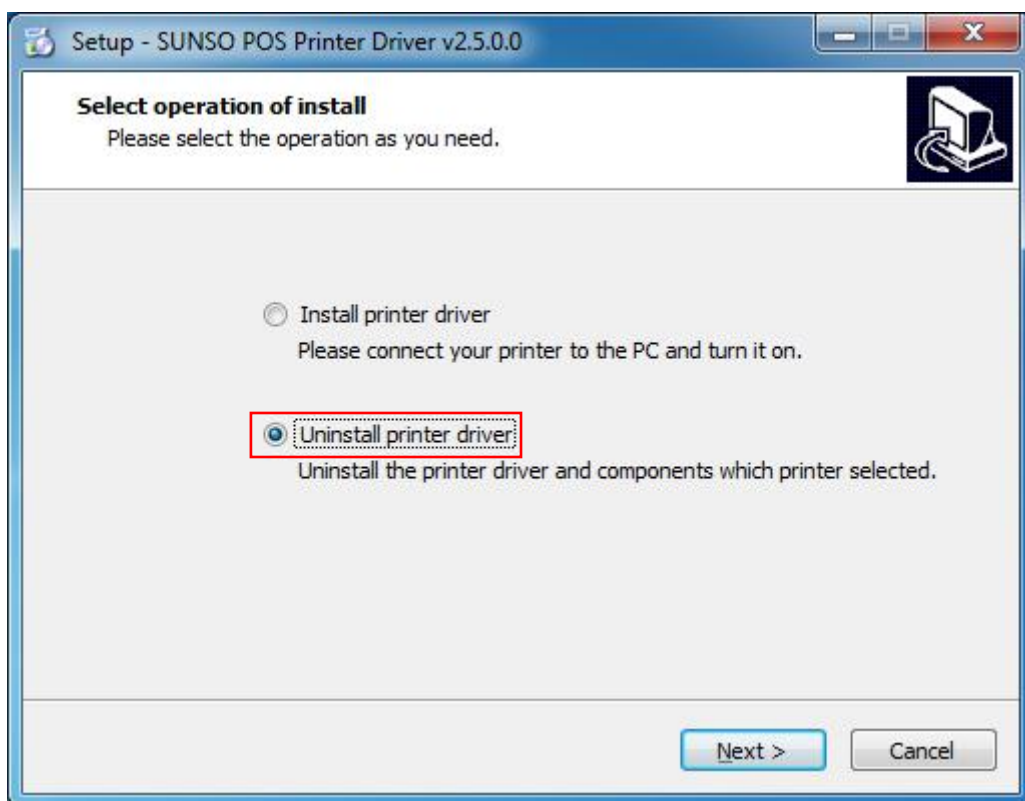 Setup - SUNSO POS Printer Driver v2.5.0.0
Select operation of install
Please select the operation as you need.
Install printer driver
Please connect your printer to the PC and turn it on.
Uninstall printer driver
Uninstall the printer driver and components which printer selected.
Next >
Cancel